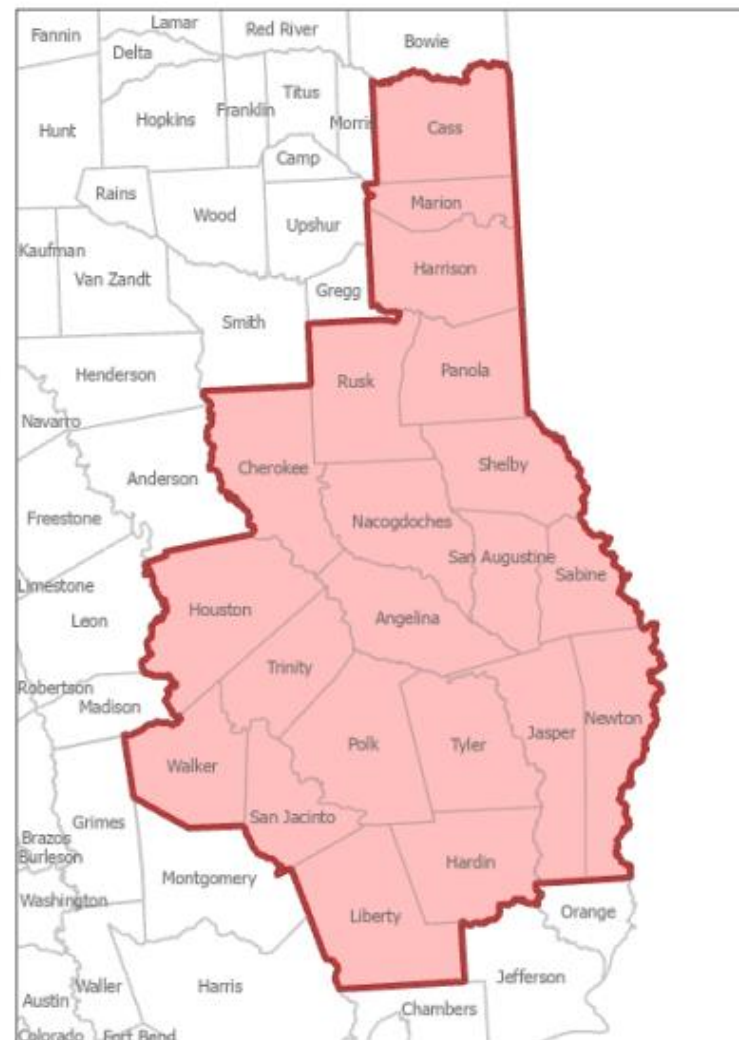 Lamar
Red River
Fannin
Bowie
Delta
Titus
Franklin
Hopkins
Morris
Cass
Hunt
Camp
Rains
Marion
Wood
Upshur
Kaufman
Harrison
Van Zandt
Gregg
Smith
Panola
Henderson
Rusk
Navarro
Shelby
Cherokee
Anderson
Freestone
Nacogdoches
San Augustine
Sabine
Limestone
Houston
Angelina
Leon
Trinity
Robertson
Madison
Newton
Jasper
Polk
Tyler
Walker
San Jacinto
Grimes
Brazos
Burleson
Hardin
Montgomery
Washington
Liberty
Orange
Jefferson
Waller
Harris
Austin
Chambers
Colorado
Fort Bend